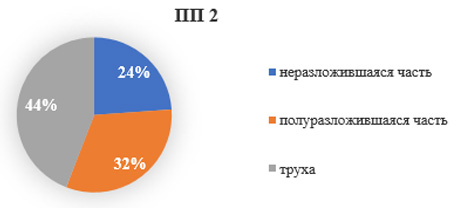 ПП 2
24%
неразложившаяся часть
44%
полуразложившаяся часть
32%
труха